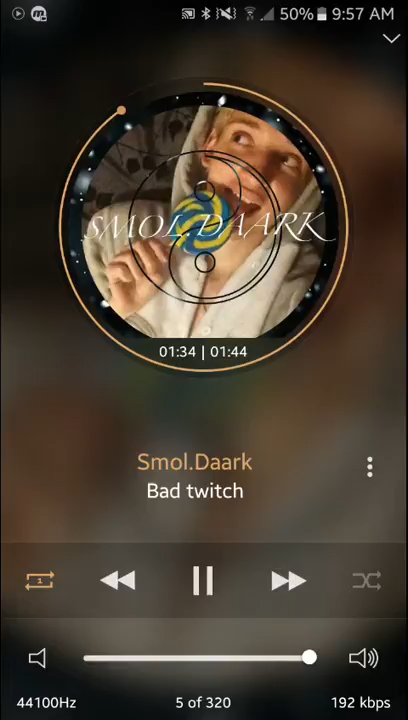 50% 9:57 AM
SMOL.DAARK
01:34 | 01:44
Smol.Daark
Bad twitch
1
44100Hz 5 of 320 192 kbps